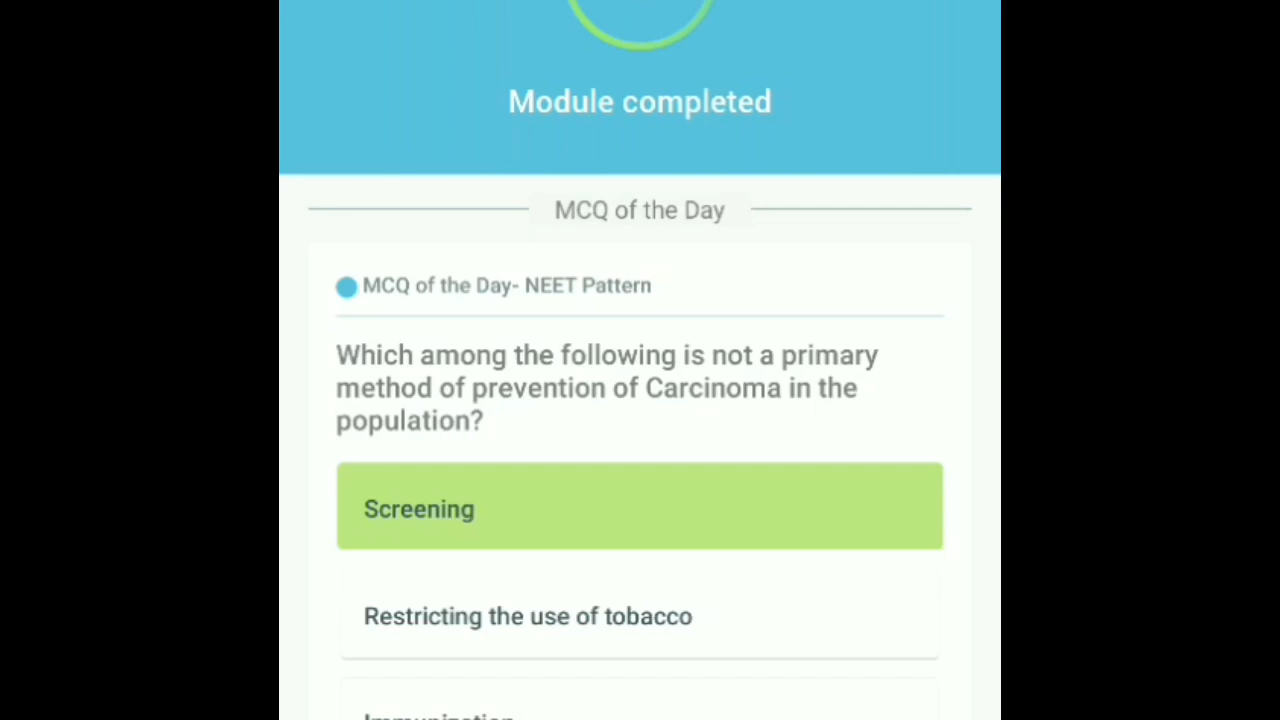 Module completed
MCQ of the Day
MCQ of the Day- NEET Pattern
Which among the following is not a primary
method of prevention of Carcinoma in the
population?
Screening
Restricting the use of tobacco
Immunization